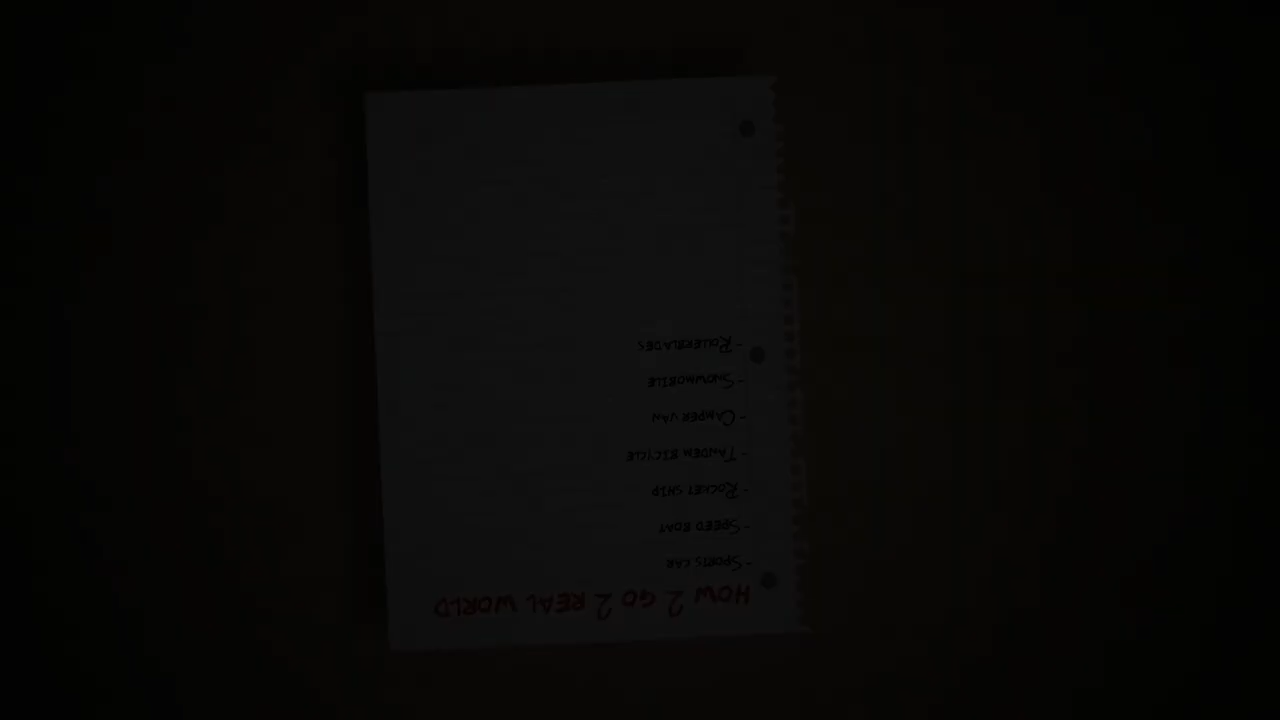 HOW 2 GO 2 REAL WORLD
- SPORTS CAR
- SPEED BOAT
- ROCKET SHIP
- TANDEM BICYCLE
- CAMPER VAN
- SNOWMOBILE
- ROLLERBLADES